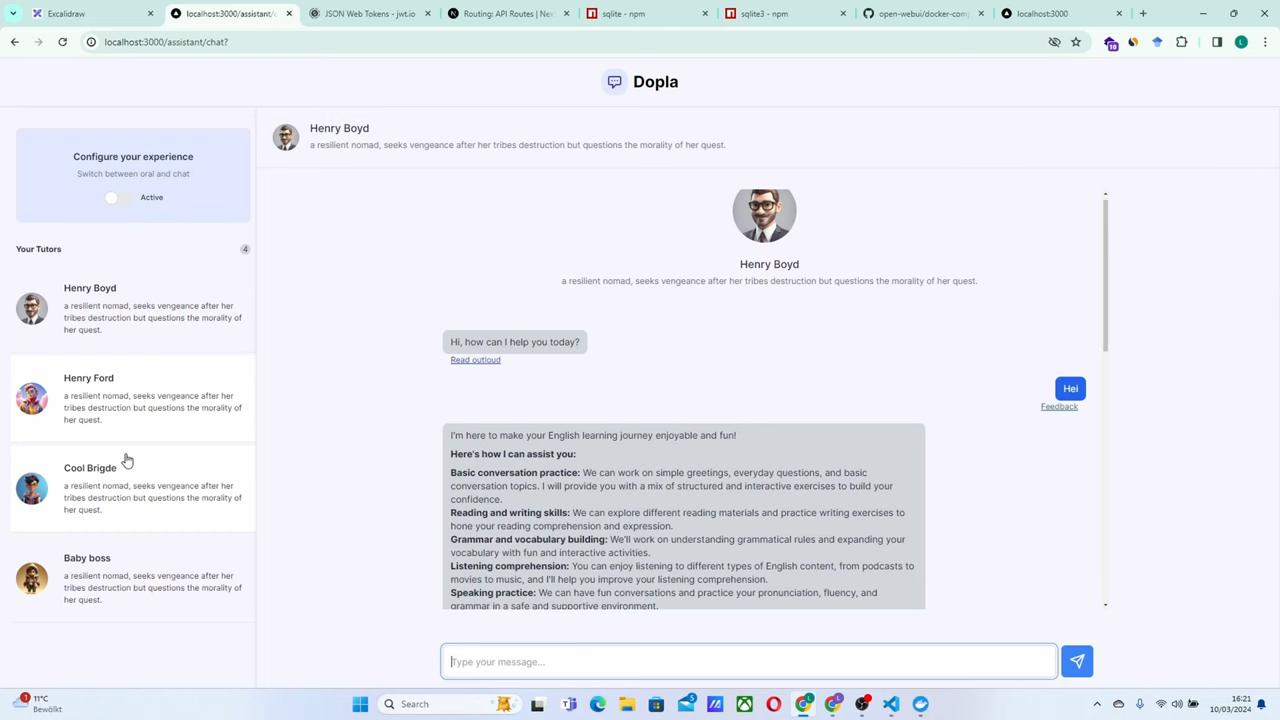 Excalidraw
localhost:3000/assistant/c
JSON Web Tokens - jwt.io
Routing: API Routes | Nex
sqlite - npm
sqlite3 - npm
open-webui/docker-comp
localhost:3000
localhost:3000/assistant/chat?
10
L
Dopla
Configure your experience
Switch between oral and chat
Active
Your Tutors
4
Henry Boyd
a resilient nomad, seeks vengeance after her
tribes destruction but questions the morality of
her quest.
Henry Ford
a resilient nomad, seeks vengeance after her
tribes destruction but questions the morality of
her quest.
Cool Brigde
a resilient nomad, seeks vengeance after her
tribes destruction but questions the morality of
her quest.
Baby boss
a resilient nomad, seeks vengeance after her
tribes destruction but questions the morality of
her quest.
Henry Boyd
a resilient nomad, seeks vengeance after her tribes destruction but questions the morality of her quest.
Henry Boyd
a resilient nomad, seeks vengeance after her tribes destruction but questions the morality of her quest.
Hi, how can I help you today?
Read outloud
Hei
Feedback
I'm here to make your English learning journey enjoyable and fun!
Here's how I can assist you:
Basic conversation practice: We can work on simple greetings, everyday questions, and basic
conversation topics. I will provide you with a mix of structured and interactive exercises to build your
confidence.
Reading and writing skills: We can explore different reading materials and practice writing exercises to
hone your reading comprehension and expression.
Grammar and vocabulary building: We'll work on understanding grammatical rules and expanding your
vocabulary with fun and interactive activities.
Listening comprehension: You can enjoy listening to different types of English content, from podcasts to
movies to music, and I'll help you improve your listening comprehension.
Speaking practice: We can have fun conversations and practice your pronunciation, fluency, and
grammar in a safe and supportive environment.
Type your message...
1
11°C
Bewölkt
Search
5
L
L
16:21
10/03/2024